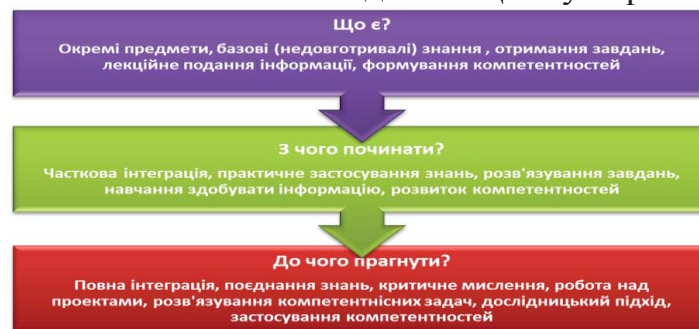 Що є?
Окремі предмети, базові (недовготривалі) знання , отримання завдань,
лекційне подання інформації, формування компетентностей
З чого починати?
Часткова інтеграція, практичне застосування знань, розв'язування завдань,
навчання здобувати інформацію, розвиток компетентностей
До чого прагнути?
Повна інтеграція, поєднання знань, критичне мислення, робота над
проектами, розв'язування компетентнісних задач, дослідницький підхід,
застосування компетентностей